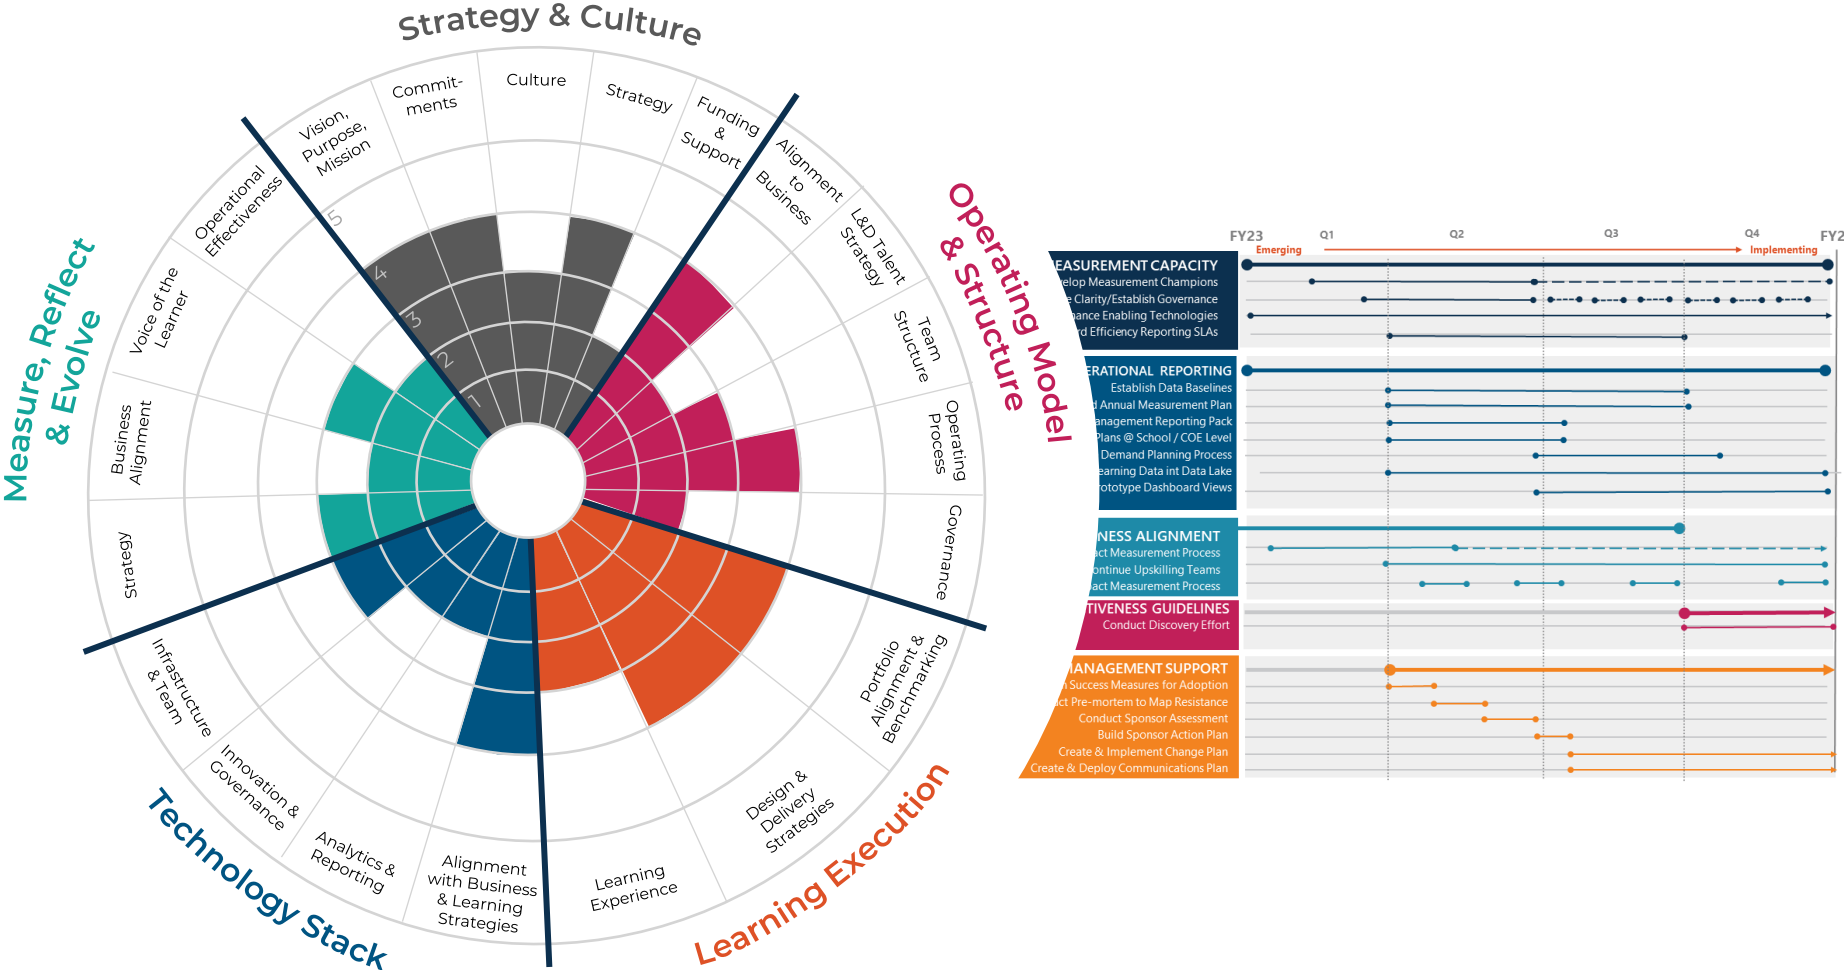 Strategy & Culture
Vision,
Purpose,
Mission
Commit-
ments
Culture
Strategy
Funding
&
Support
Operating Model
& Structure
Alignment
to
Business
L&D Talent
Strategy
Team
Structure
Operating
Process
Governance
Learning Execution
Portfolio
Alignment &
Benchmarking
Design &
Delivery
Strategies
Learning
Experience
Technology Stack
Alignment
with Business
& Learning
Strategies
Analytics &
Reporting
Innovation &
Governance
Infrastructure
& Team
Measure, Reflect
& Evolve
Strategy
Business
Alignment
Voice of the
Learner
Operational
Effectiveness
5
4
3
2
1
FY23 Q1 Q2 Q3 Q4 FY2
Emerging Implementing
EASUREMENT CAPACITY
elop Measurement Champions
e Clarity/Establish Governance
ance Enabling Technologies
rd Efficiency Reporting SLAs
ERATIONAL REPORTING
Establish Data Baselines
d Annual Measurement Plan
anagement Reporting Pack
Plans @ School / COE Level
Demand Planning Process
earning Data int Data Lake
ototype Dashboard Views
NESS ALIGNMENT
act Measurement Process
ontinue Upskilling Teams
act Measurement Process
TIVENESS GUIDELINES
Conduct Discovery Effort
MANAGEMENT SUPPORT
Success Measures for Adoption
ct Pre-mortem to Map Resistance
Conduct Sponsor Assessment
Build Sponsor Action Plan
Create & Implement Change Plan
Create & Deploy Communications Plan